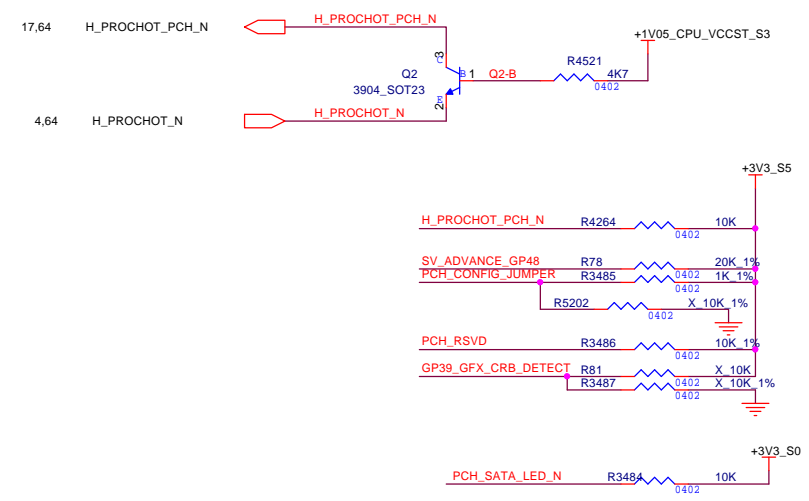 17,64 H_PROCHOT_PCH_N H_PROCHOT_PCH_N
+1V05_CPU_VCCST_S3
R4521
3 C
Q2 B 1 Q2-B 4K7
3904_SOT23 0402
E 2
4,64 H_PROCHOT_N H_PROCHOT_N
+3V3_S5
H_PROCHOT_PCH_N R4264 10K
0402
SV_ADVANCE_GP48 R78 20K_1%
0402
PCH_CONFIG_JUMPER R3485 1K_1%
0402
R5202 X_10K_1%
0402
PCH_RSVD R3486 10K_1%
0402
GP39_GFX_CRB_DETECT R81 X_10K
0402
R3487 X_10K_1%
0402
+3V3_S0
PCH_SATA_LED_N R3484 10K
0402